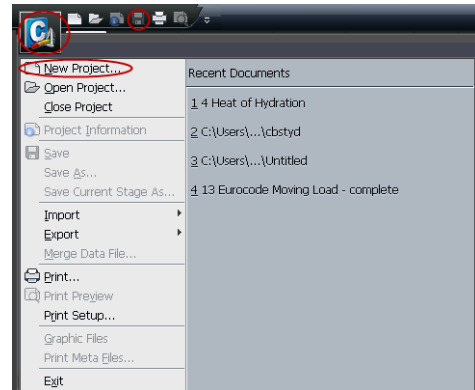 New Project...
Open Project...
Close Project
Project Information
Save
Save As...
Save Current Stage As...
Import
Export
Merge Data File...
Print...
Print Preview
Print Setup...
Graphic Files
Print Meta Files...
Exit
Recent Documents
1 4 Heat of Hydration
2 C:\Users\...\cbstyd
3 C:\Users\...\Untitled
4 13 Eurocode Moving Load - complete